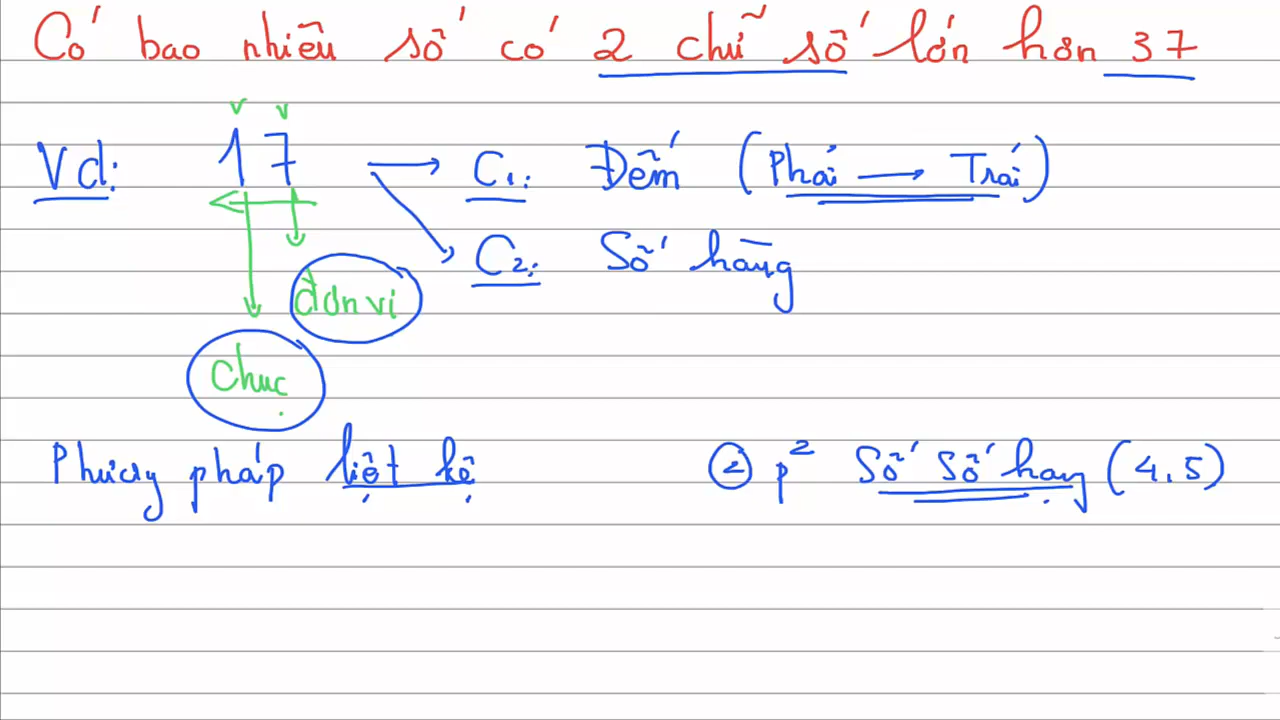 Có bao nhiêu số có 2 chữ số lớn hơn 37
Vd: 17 → C1: Đếm (Phải → Trái)
C2: Số hàng
đơn vị
chục
Phương pháp liệt kê
② p² Số số hạng (4,5)